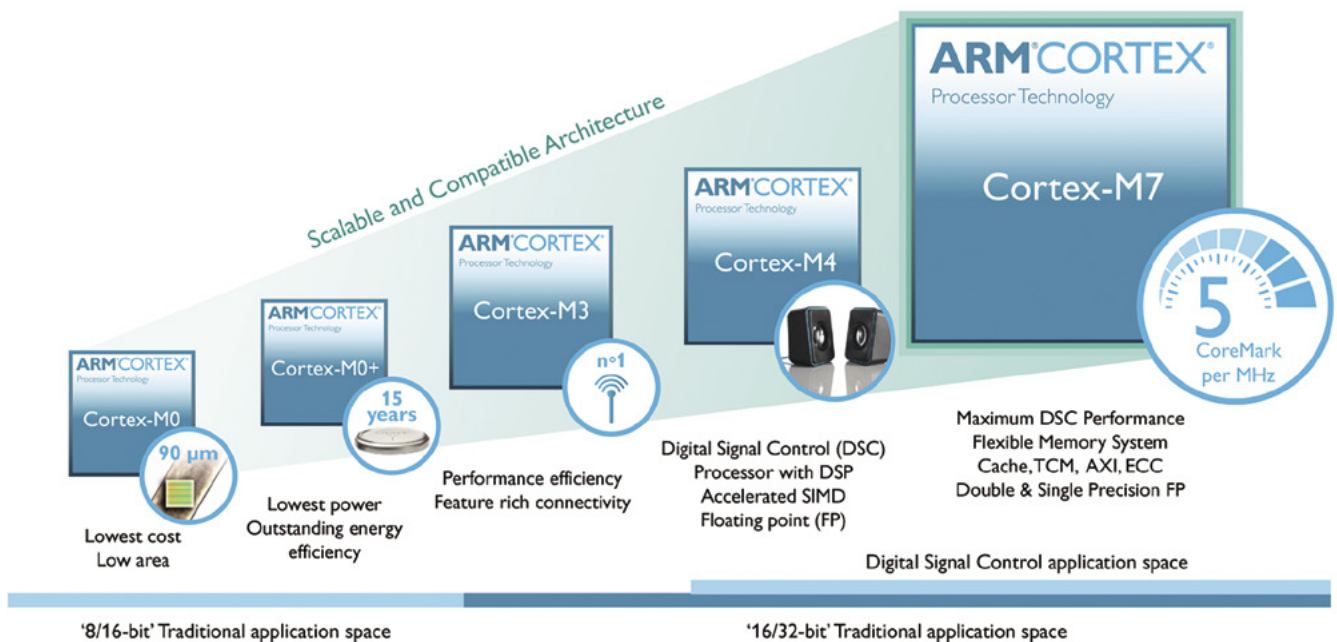 Scalable and Compatible Architecture
ARM®CORTEX®
Processor Technology
Cortex-M0
90 µm
Lowest cost
Low area
ARM®CORTEX®
Processor Technology
Cortex-M0+
15
years
Lowest power
Outstanding energy
efficiency
ARM®CORTEX®
Processor Technology
Cortex-M3
n°1
Performance efficiency
Feature rich connectivity
ARM®CORTEX®
Processor Technology
Cortex-M4
Digital Signal Control (DSC)
Processor with DSP
Accelerated SIMD
Floating point (FP)
ARM®CORTEX®
Processor Technology
Cortex-M7
5
CoreMark
per MHz
Maximum DSC Performance
Flexible Memory System
Cache, TCM, AXI, ECC
Double & Single Precision FP
Digital Signal Control application space
'8/16-bit' Traditional application space
'16/32-bit' Traditional application space